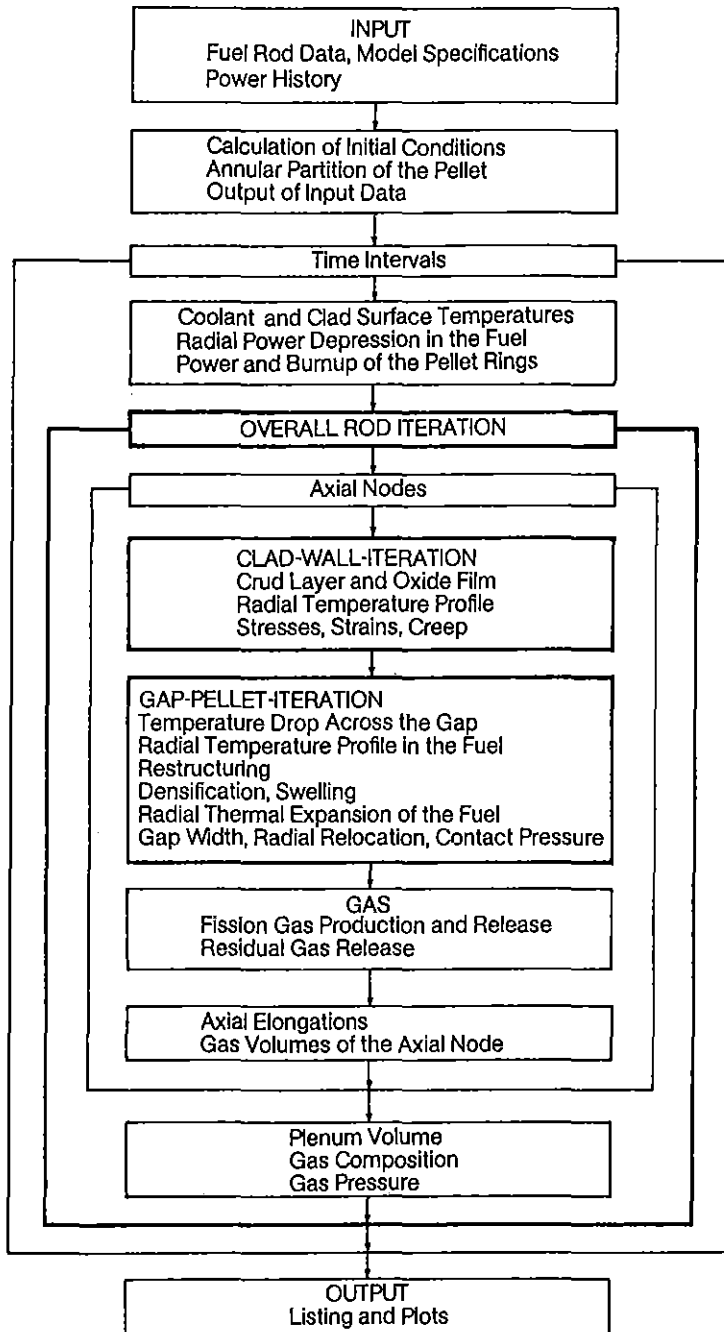 INPUT
Fuel Rod Data, Model Specifications
Power History
Calculation of Initial Conditions
Annular Partition of the Pellet
Output of Input Data
Time Intervals
Coolant and Clad Surface Temperatures
Radial Power Depression in the Fuel
Power and Burnup of the Pellet Rings
OVERALL ROD ITERATION
Axial Nodes
CLAD-WALL-ITERATION
Crud Layer and Oxide Film
Radial Temperature Profile
Stresses, Strains, Creep
GAP-PELLET-ITERATION
Temperature Drop Across the Gap
Radial Temperature Profile in the Fuel
Restructuring
Densification, Swelling
Radial Thermal Expansion of the Fuel
Gap Width, Radial Relocation, Contact Pressure
GAS
Fission Gas Production and Release
Residual Gas Release
Axial Elongations
Gas Volumes of the Axial Node
Plenum Volume
Gas Composition
Gas Pressure
OUTPUT
Listing and Plots